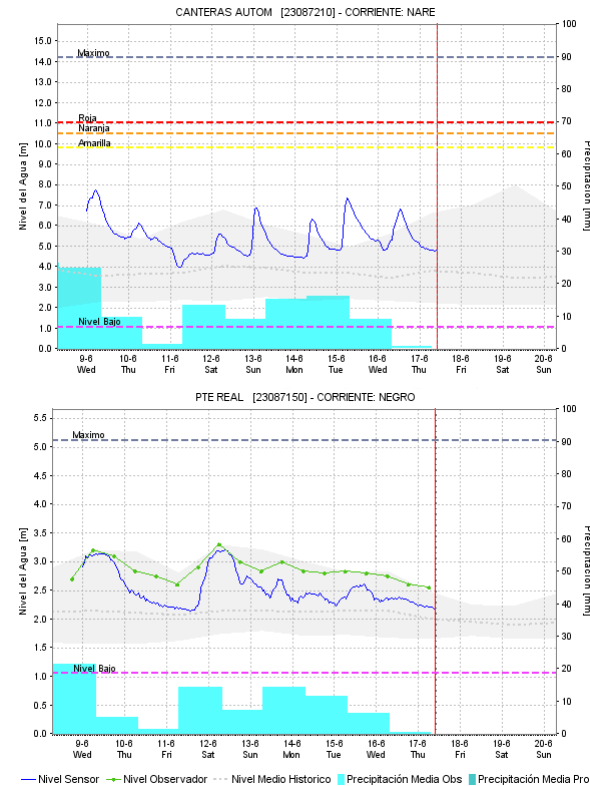 CANTERAS AUTOM [23087210] - CORRIENTE: NARE
100
15.0
14.0
13.0
12.0
11.0
10.0
9.0
8.0
7.0
6.0
5.0
4.0
3.0
2.0
1.0
0.0
Nivel del Agua [m]
Maximo
Roja
Naranja
Amarilla
Nivel Bajo
90
80
70
60
50
40
30
20
10
0
Precipitacion [mm]
9-6 10-6 11-6 12-6 13-6 14-6 15-6 16-6 17-6 18-6 19-6 20-6
Wed Thu Fri Sat Sun Mon Tue Wed Thu Fri Sat Sun
PTE REAL [23087150] - CORRIENTE: NEGRO
100
5.5
5.0
4.5
4.0
3.5
3.0
2.5
2.0
1.5
1.0
0.5
0.0
Nivel del Agua [m]
Maximo
Nivel Bajo
90
80
70
60
50
40
30
20
10
0
Precipitacion [mm]
9-6 10-6 11-6 12-6 13-6 14-6 15-6 16-6 17-6 18-6 19-6 20-6
Wed Thu Fri Sat Sun Mon Tue Wed Thu Fri Sat Sun
Nivel Sensor Nivel Observador Nivel Medio Historico Precipitación Media Obs Precipitación Media Pro